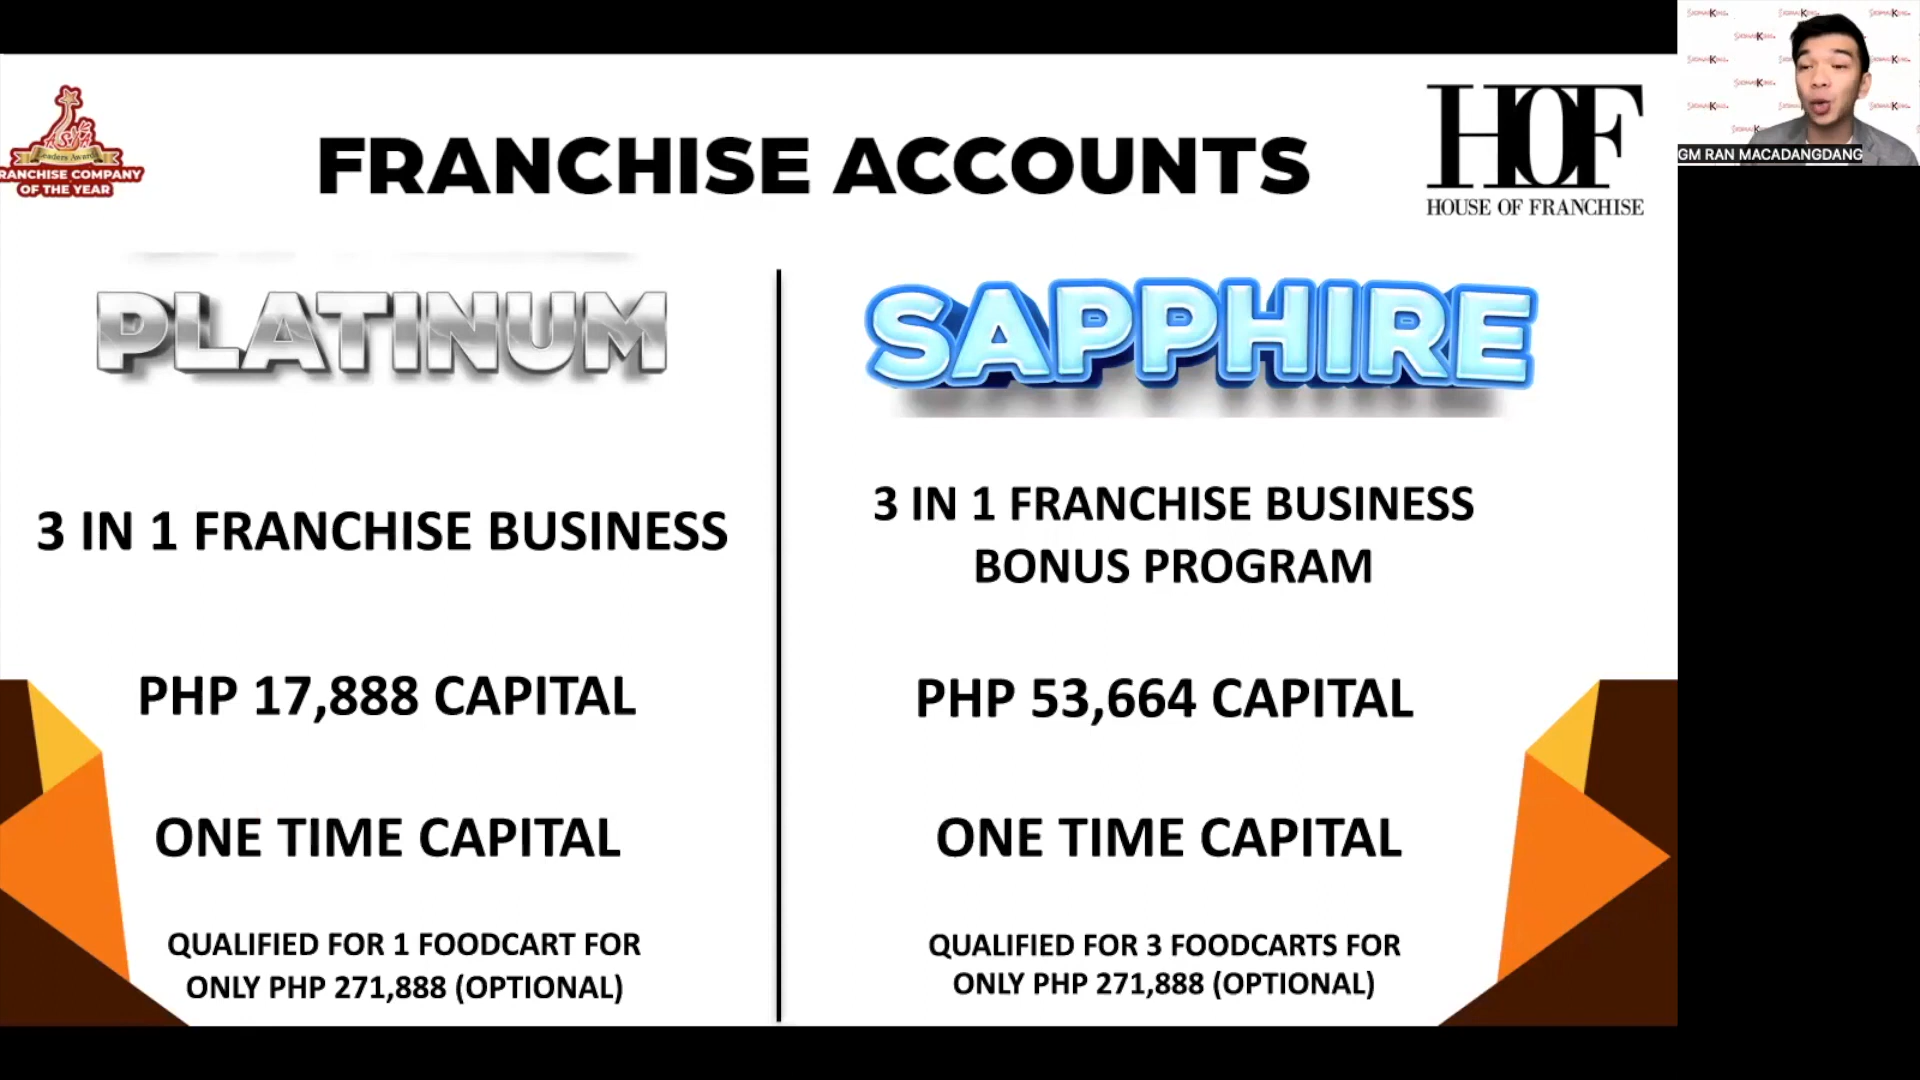 FRANCHISE ACCOUNTS
Leaders Award
RANCHISE COMPANY
OF THE YEAR
HOF
HOUSE OF FRANCHISE
GM RAN MACADANGDANG
PLATINUM
3 IN 1 FRANCHISE BUSINESS
PHP 17,888 CAPITAL
ONE TIME CAPITAL
QUALIFIED FOR 1 FOODCART FOR
ONLY PHP 271,888 (OPTIONAL)
SAPPHIRE
3 IN 1 FRANCHISE BUSINESS
BONUS PROGRAM
PHP 53,664 CAPITAL
ONE TIME CAPITAL
QUALIFIED FOR 3 FOODCARTS FOR
ONLY PHP 271,888 (OPTIONAL)